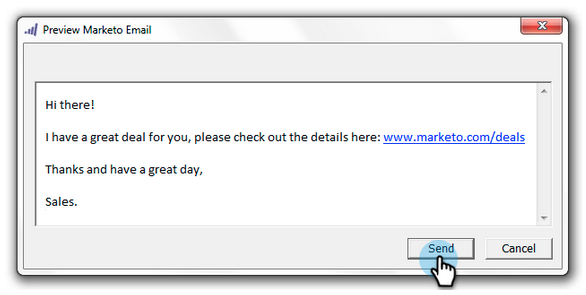 Preview Marketo Email
Hi there!
I have a great deal for you, please check out the details here: www.marketo.com/deals
Thanks and have a great day,
Sales.
Send
Cancel